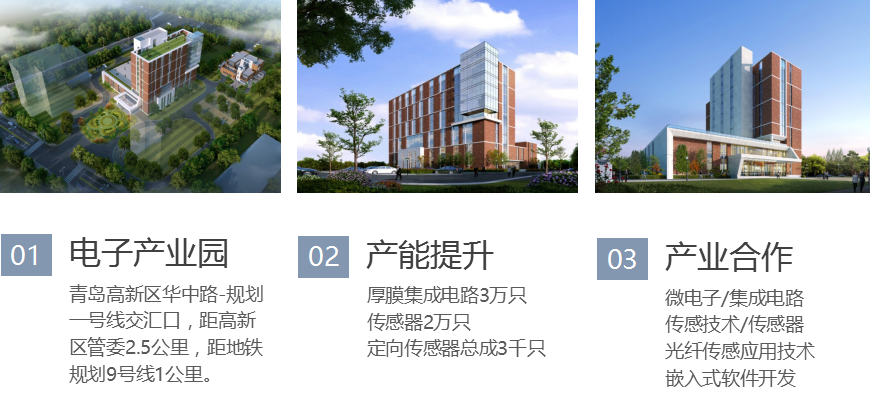 01 电子产业园
青岛高新区华中路-规划
一号线交汇口，距高新
区管委2.5公里，距地铁
规划9号线1公里。
02 产能提升
厚膜集成电路3万只
传感器2万只
定向传感器总成3千只
03 产业合作
微电子/集成电路
传感技术/传感器
光纤传感应用技术
嵌入式软件开发